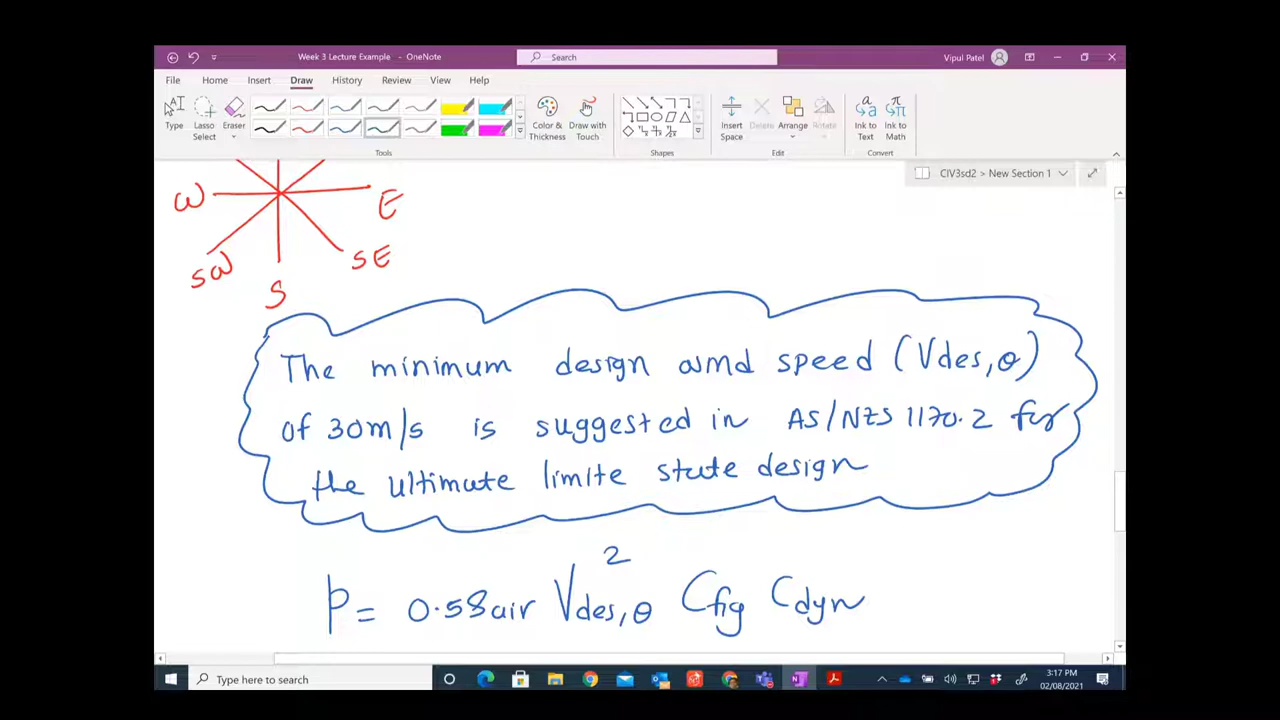 Week 3 Lecture Example - OneNote
Search
Vipul Patel
File Home Insert Draw History Review View Help
Type
Lasso Select
Eraser
Color & Thickness
Draw with Touch
Insert Space
Delete
Arrange
Rotate
Ink to Text
Ink to Math
Tools
Shapes
Edit
Convert
CIV3sd2 > New Section 1
W
E
SW
SE
S
The minimum design wind speed (Vdes,θ)
of 30m/s is suggested in AS/NZS 1170.2 for
the ultimate limite state design
P = 0.5ρair Vdes,θ² Cfig Cdyn
Type here to search
3:17 PM
02/08/2021